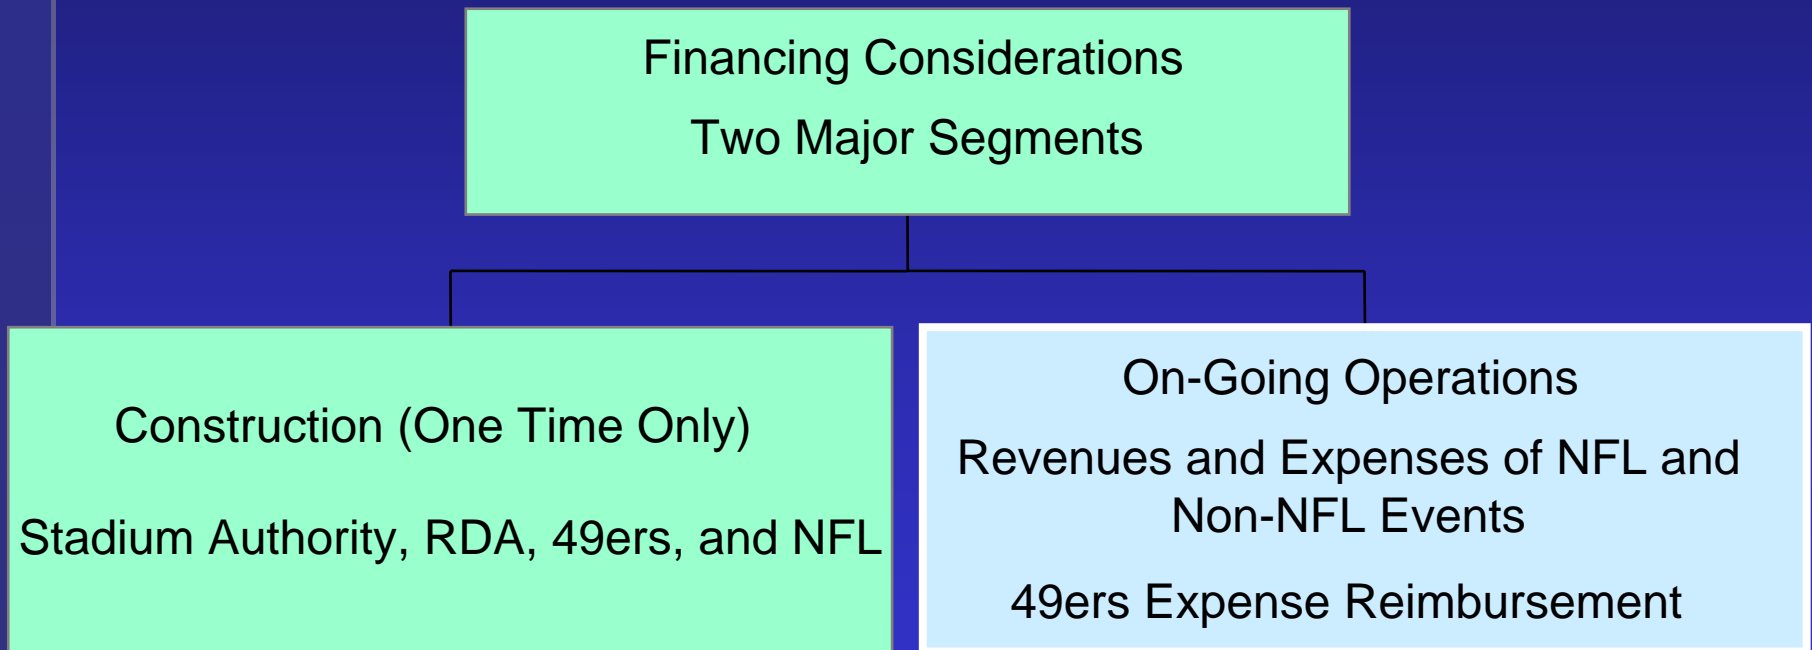 Financing Considerations
Two Major Segments
Construction (One Time Only)
Stadium Authority, RDA, 49ers, and NFL
On-Going Operations
Revenues and Expenses of NFL and
Non-NFL Events
49ers Expense Reimbursement